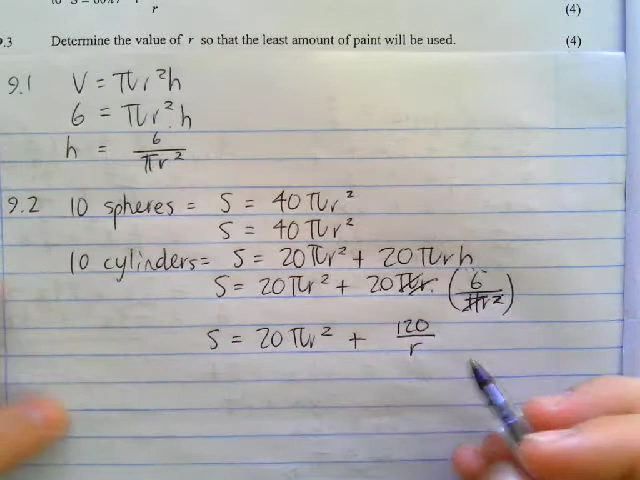 r
(4)
9.3 Determine the value of r so that the least amount of paint will be used. (4)
9.1 V = πr²h
6 = πr².h
h = 6/πr²
9.2 10 spheres = S = 40πr²
S = 40πr²
10 cylinders = S = 20πr² + 20πrh
S = 20πr² + 20πr. (6/πr²)
S = 20πr² + 120/r